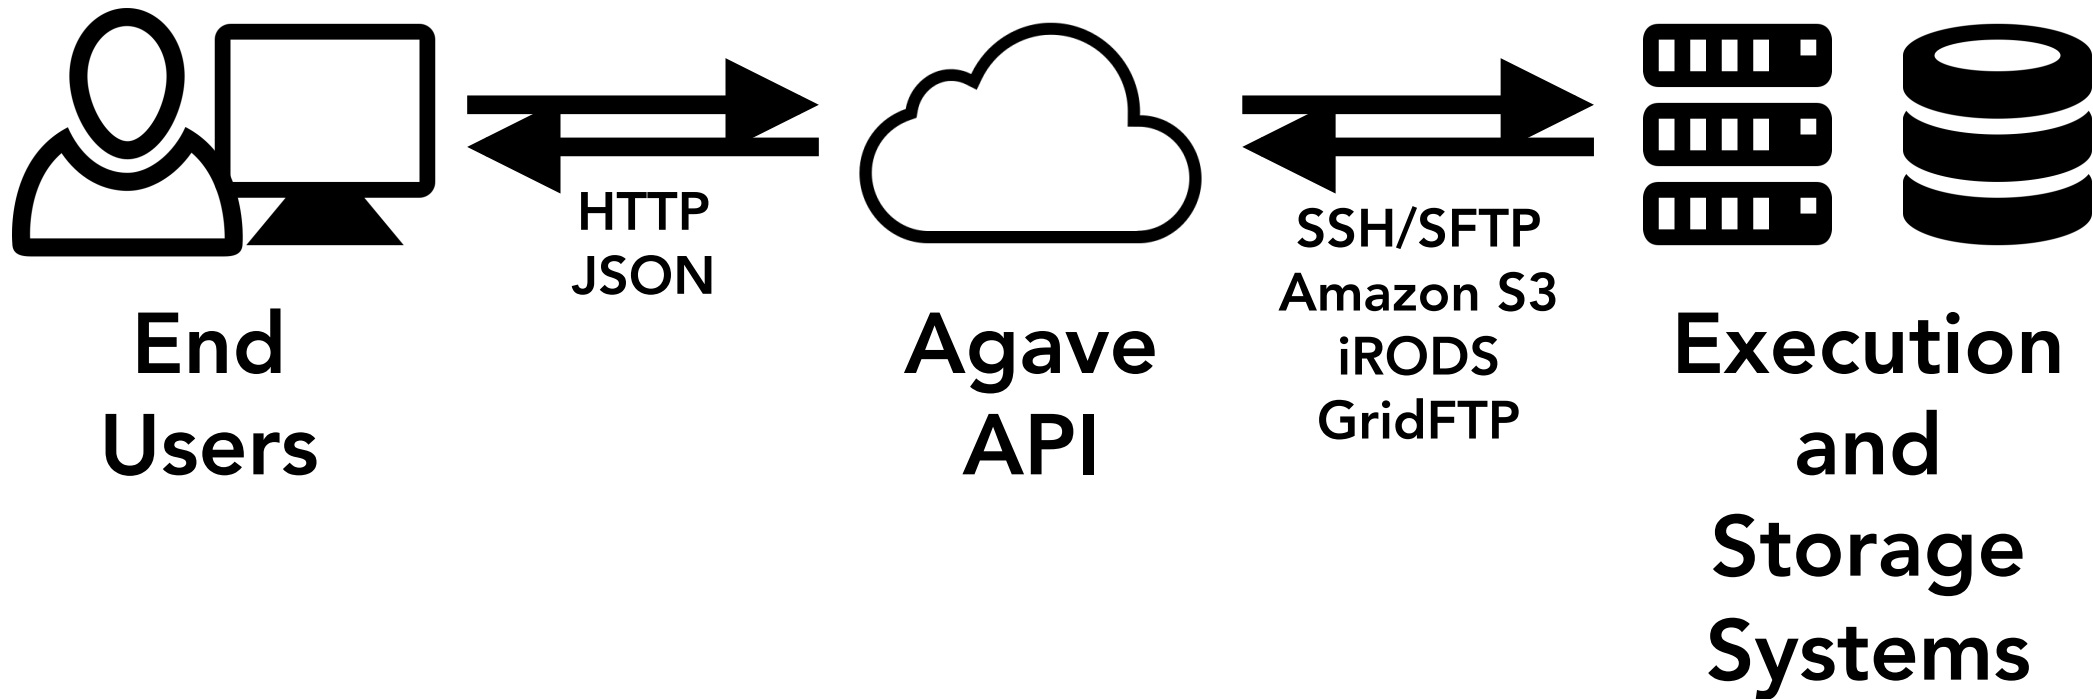 HTTP
JSON
SSH/SFTP
Amazon S3
iRODS
GridFTP
End
Users
Agave
API
Execution
and
Storage
Systems